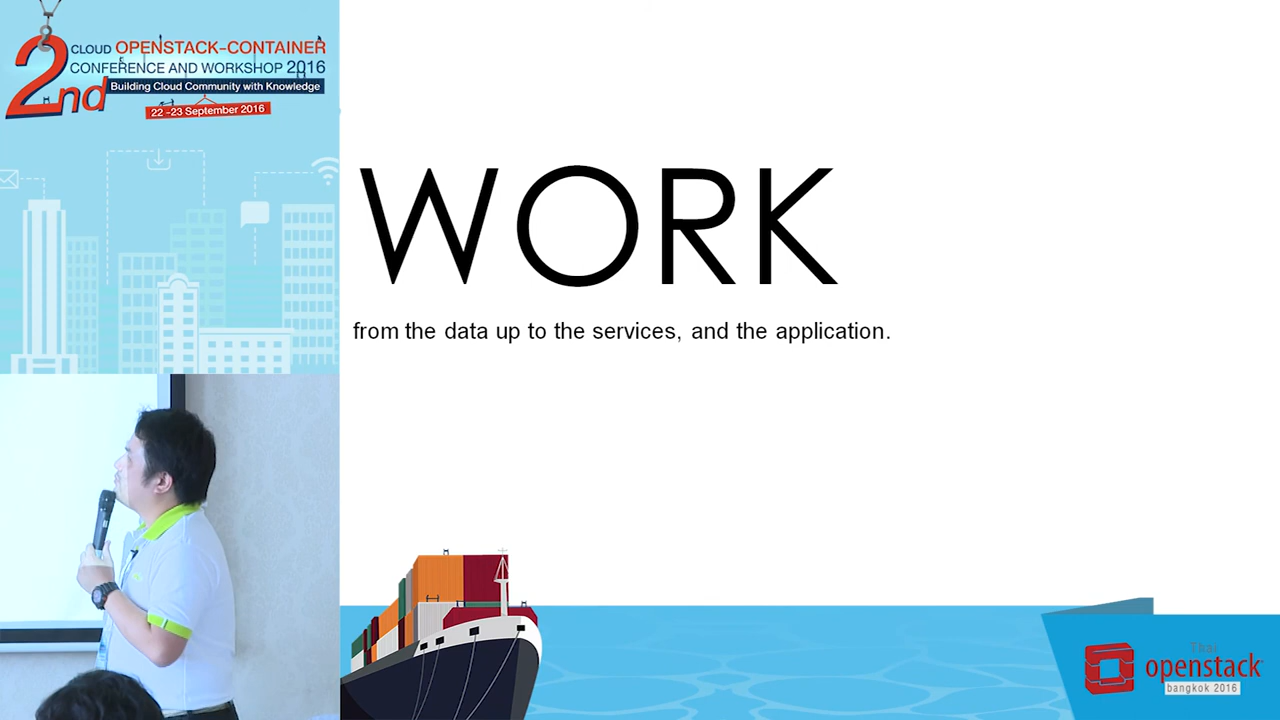 2nd
CLOUD OPENSTACK-CONTAINER
CONFERENCE AND WORKSHOP 2016
Building Cloud Community with Knowledge
22 -23 September 2016
WORK
from the data up to the services, and the application.
Thai
openstack
bangkok 2016